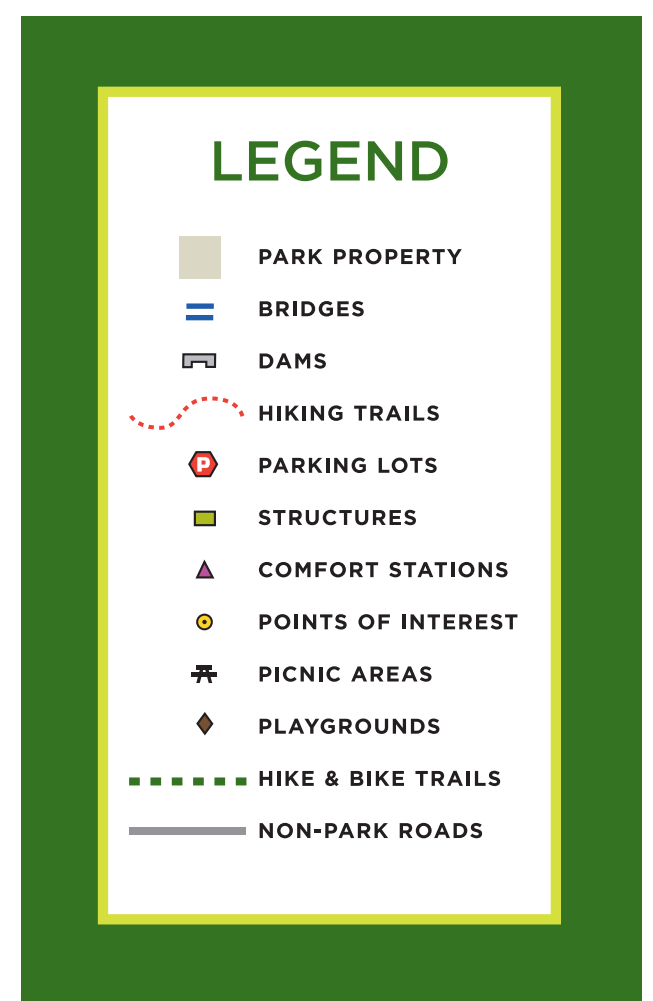 LEGEND
PARK PROPERTY
BRIDGES
DAMS
HIKING TRAILS
P PARKING LOTS
STRUCTURES
COMFORT STATIONS
POINTS OF INTEREST
PICNIC AREAS
PLAYGROUNDS
HIKE & BIKE TRAILS
NON-PARK ROADS